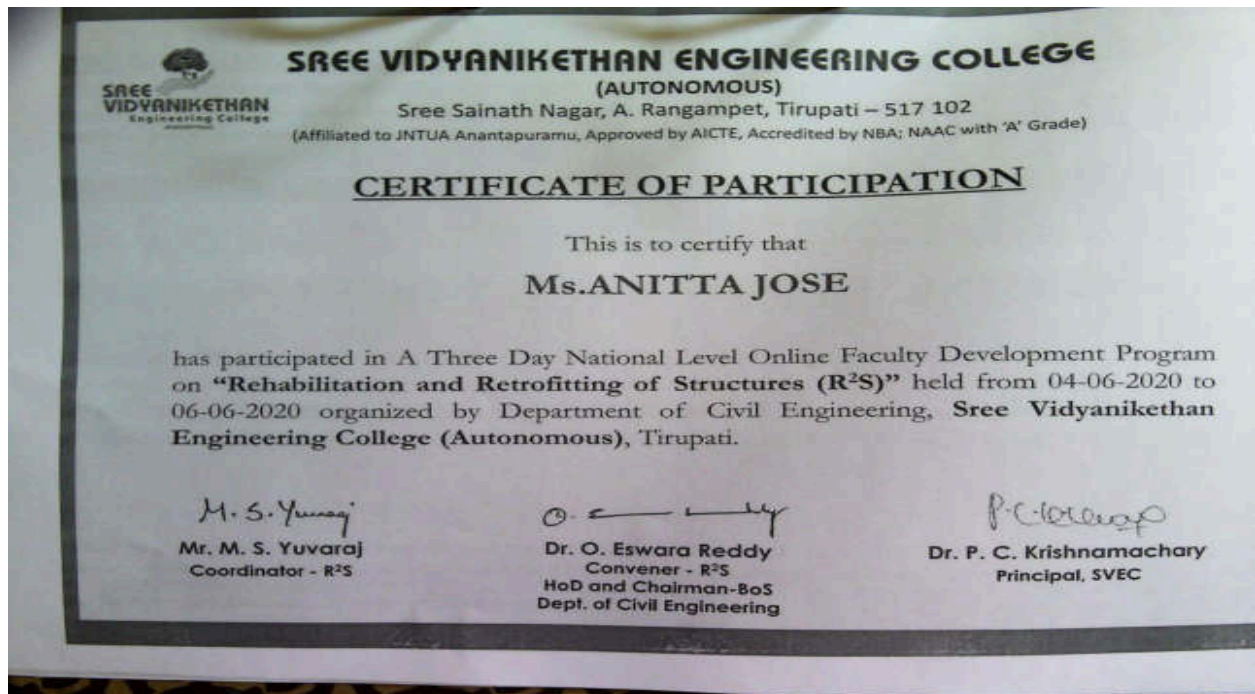 SREE VIDYANIKETHAN ENGINEERING COLLEGE
(AUTONOMOUS)
Sree Sainath Nagar, A. Rangampet, Tirupati – 517 102
(Affiliated to JNTUA Anantapuramu, Approved by AICTE, Accredited by NBA; NAAC with 'A' Grade)
SREE
VIDYANIKETHAN
Engineering College
CERTIFICATE OF PARTICIPATION
This is to certify that
Ms.ANITTA JOSE
has participated in A Three Day National Level Online Faculty Development Program
on “Rehabilitation and Retrofitting of Structures (R²S)” held from 04-06-2020 to
06-06-2020 organized by Department of Civil Engineering, Sree Vidyanikethan
Engineering College (Autonomous), Tirupati.
M. S. Yuvaraj
Mr. M. S. Yuvaraj
Coordinator - R²S
Dr. O. Eswara Reddy
Convener - R²S
HoD and Chairman-BoS
Dept. of Civil Engineering
Dr. P. C. Krishnamachary
Principal, SVEC